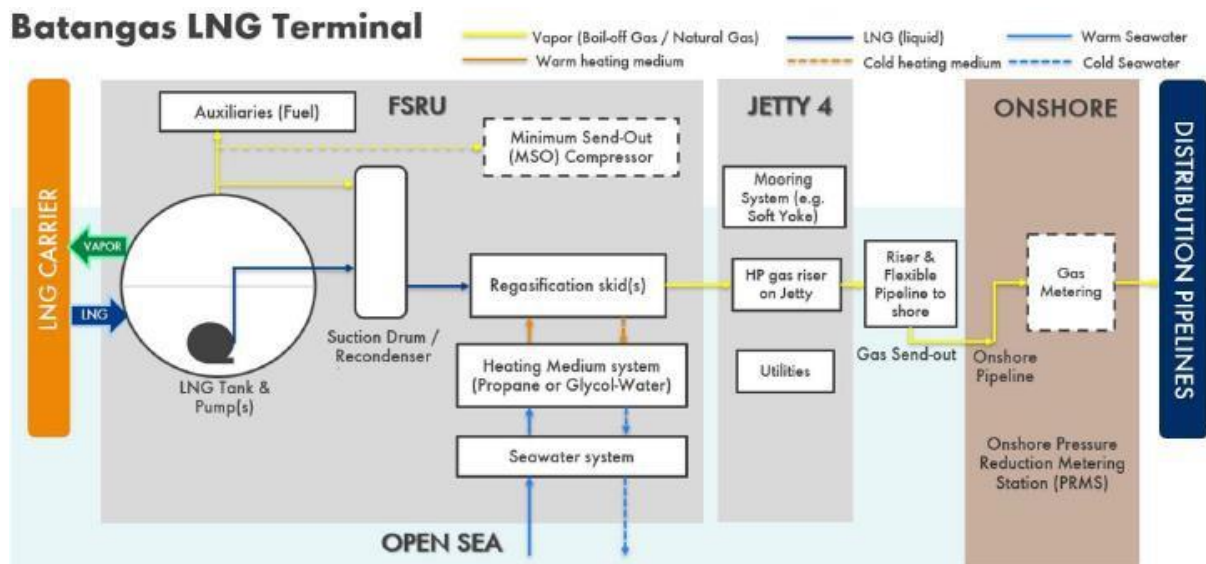 Batangas LNG Terminal
Vapor (Boil-off Gas / Natural Gas)
LNG (liquid)
Warm Seawater
Warm heating medium
Cold heating medium
Cold Seawater
FSRU
JETTY 4
ONSHORE
LNG CARRIER
DISTRIBUTION PIPELINES
Auxiliaries (Fuel)
Minimum Send-Out
(MSO) Compressor
Mooring
System (e.g.
Soft Yoke)
VAPOR
LNG
Regasification skid(s)
HP gas riser
on Jetty
Riser &
Flexible
Pipeline to
shore
Gas
Metering
Suction Drum /
Recondenser
Gas Send-out
Onshore
Pipeline
LNG Tank &
Pump(s)
Heating Medium system
(Propane or Glycol-Water)
Utilities
Seawater system
Onshore Pressure
Reduction Metering
Station (PRMS)
OPEN SEA